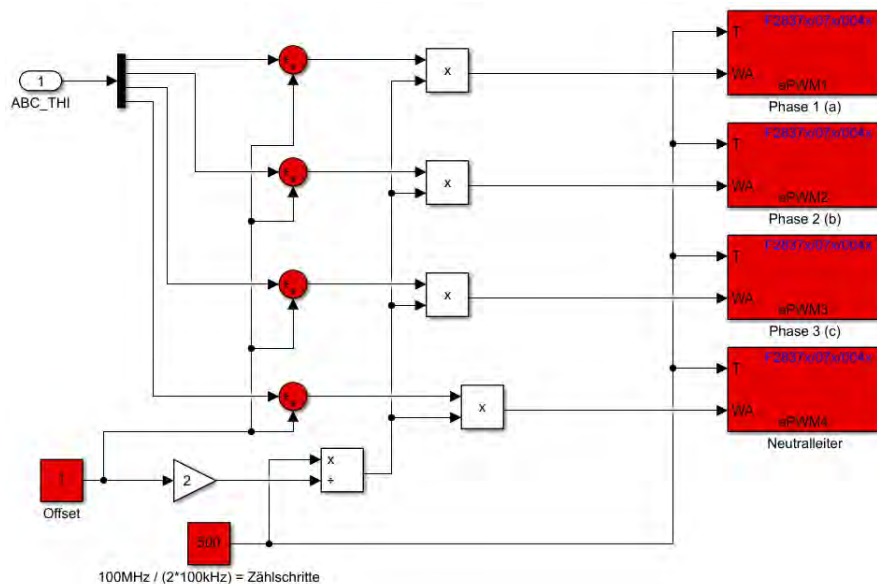 F2837x/07x/004x
T
WA
ePWM1
Phase 1 (a)
1
ABC_THI
x
F2837x/07x/004x
T
WA
ePWM2
Phase 2 (b)
x
F2837x/07x/004x
T
WA
ePWM3
Phase 3 (c)
x
F2837x/07x/004x
T
WA
ePWM4
Neutralleiter
x
1
Offset
2
x
÷
500
100MHz / (2*100kHz) = Zählschritte